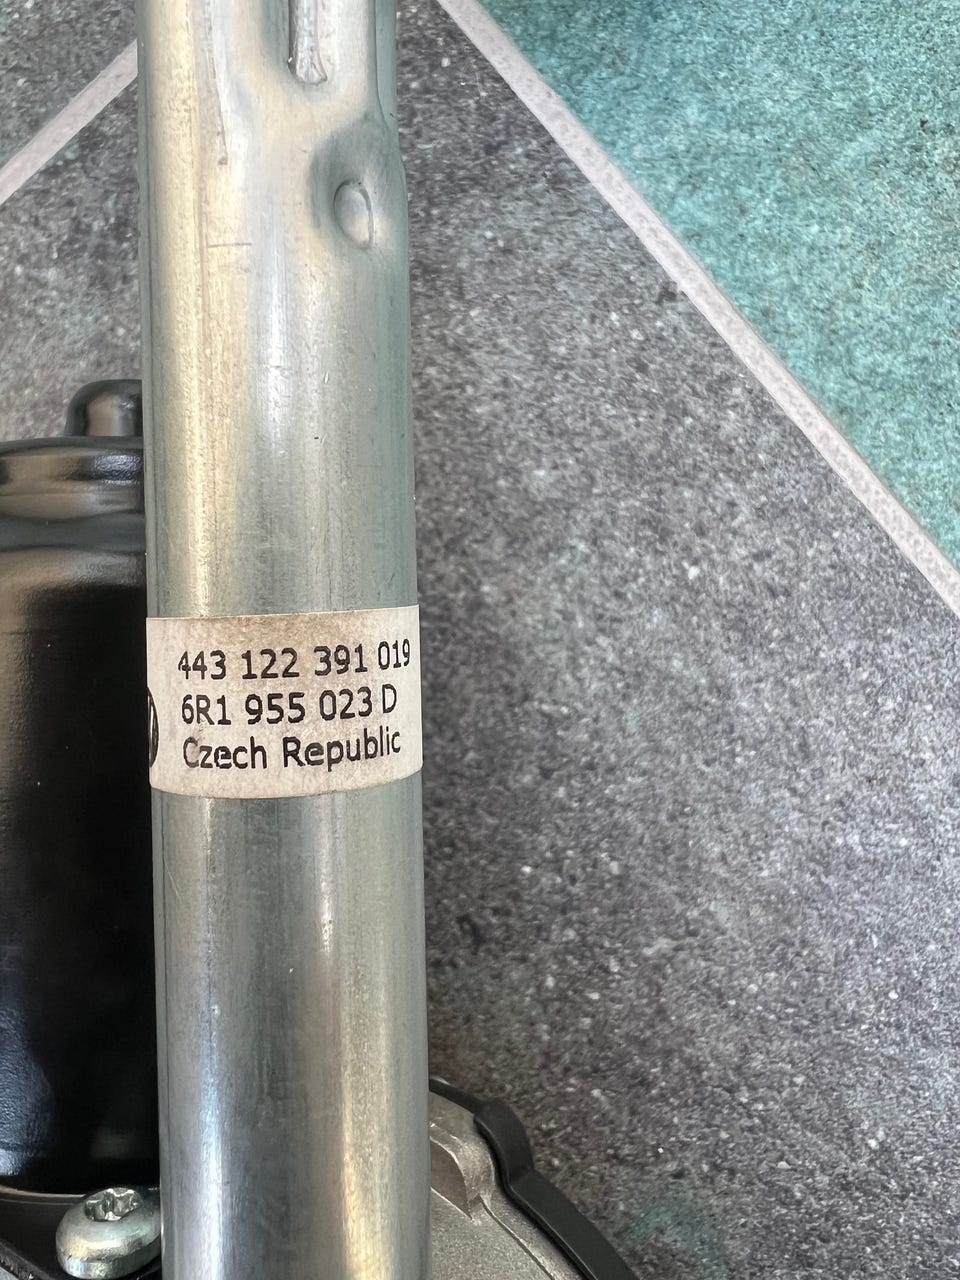 443 122 391 019
6R1 955 023 D
Czech Republic